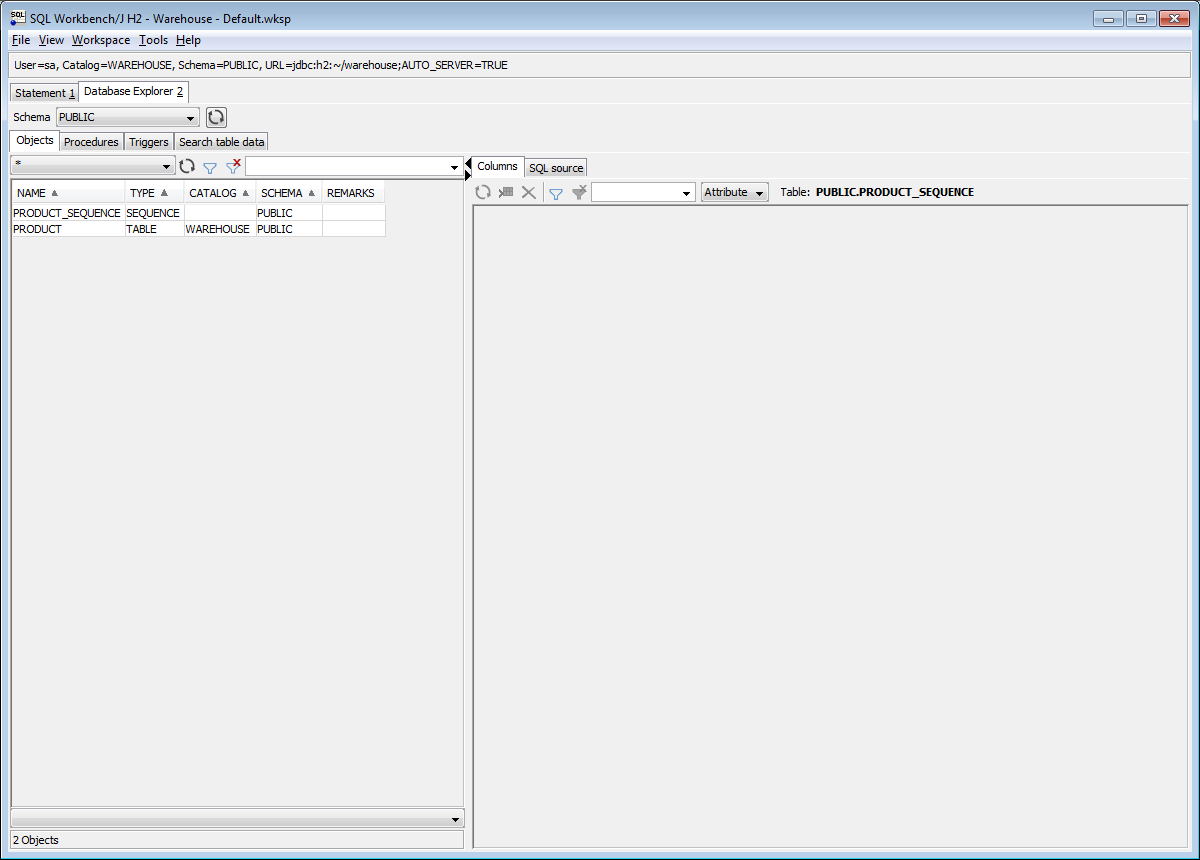 SQL Workbench/J H2 - Warehouse - Default.wksp
File View Workspace Tools Help
User=sa, Catalog=WAREHOUSE, Schema=PUBLIC, URL=jdbc:h2:~/warehouse;AUTO_SERVER=TRUE
Statement 1 Database Explorer 2
Schema PUBLIC
Objects Procedures Triggers Search table data
*
Columns SQL source
NAME TYPE CATALOG SCHEMA REMARKS
Attribute Table: PUBLIC.PRODUCT_SEQUENCE
PRODUCT_SEQUENCE SEQUENCE PUBLIC
PRODUCT TABLE WAREHOUSE PUBLIC
2 Objects